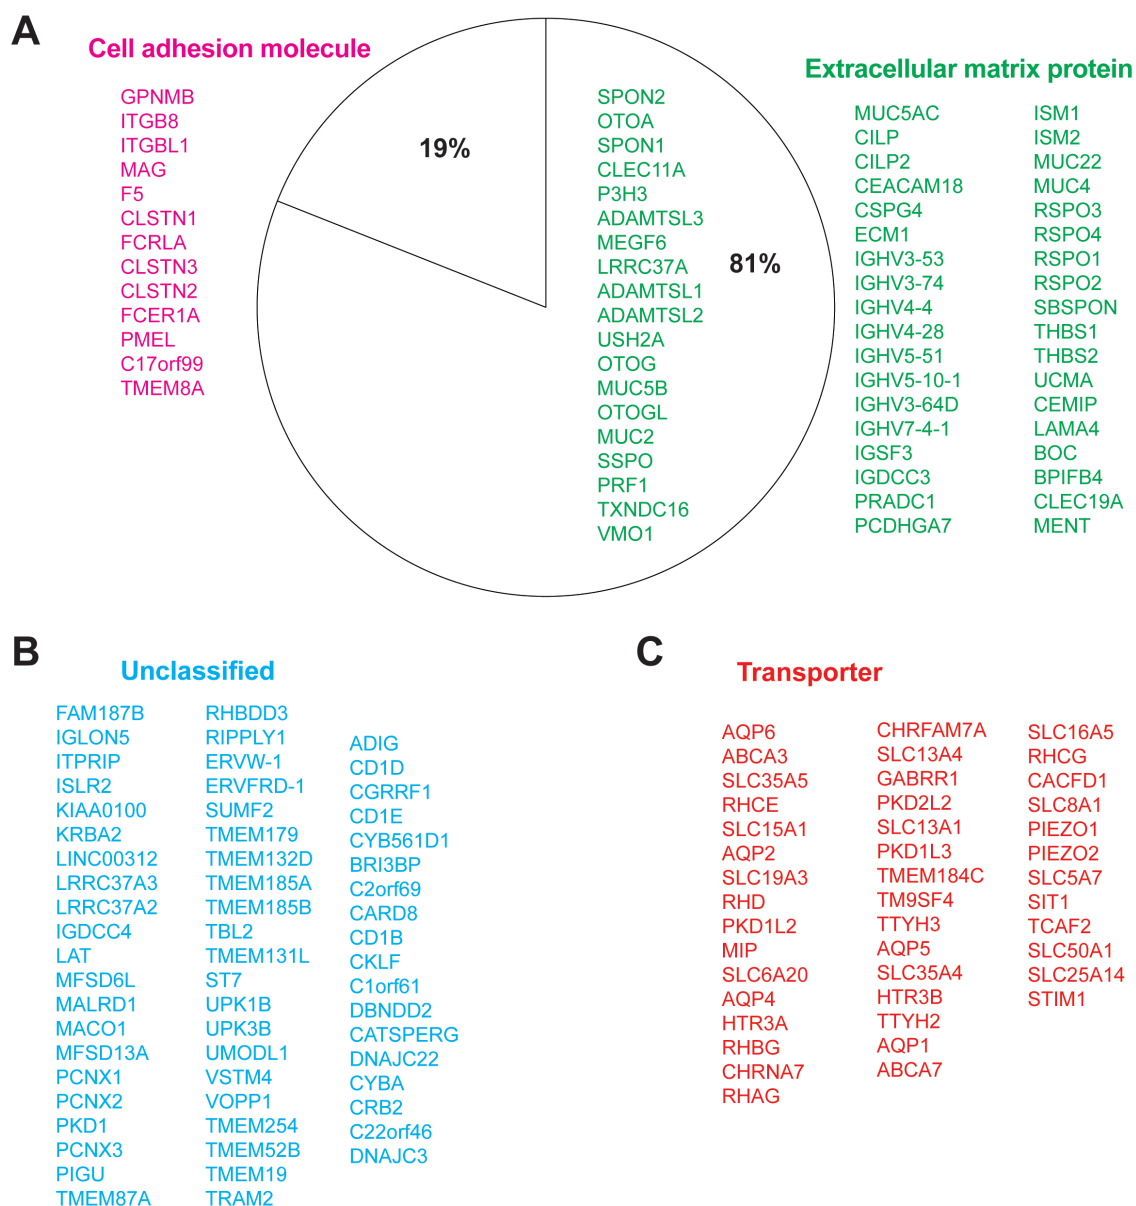 A
Cell adhesion molecule
GPNMB
ITGB8
ITGBL1
MAG
F5
CLSTN1
FCRLA
CLSTN3
CLSTN2
FCER1A
PMEL
C17orf99
TMEM8A
19%
SPON2
OTOA
SPON1
CLEC11A
P3H3
ADAMTSL3
MEGF6
LRRC37A
ADAMTSL1
ADAMTSL2
USH2A
OTOG
MUC5B
OTOGL
MUC2
SSPO
PRF1
TXNDC16
VMO1
81%
Extracellular matrix protein
MUC5AC
CILP
CILP2
CEACAM18
CSPG4
ECM1
IGHV3-53
IGHV3-74
IGHV4-4
IGHV4-28
IGHV5-51
IGHV5-10-1
IGHV3-64D
IGHV7-4-1
IGSF3
IGDCC3
PRADC1
PCDHGA7
ISM1
ISM2
MUC22
MUC4
RSPO3
RSPO4
RSPO1
RSPO2
SBSPON
THBS1
THBS2
UCMA
CEMIP
LAMA4
BOC
BPIFB4
CLEC19A
MENT
B
Unclassified
FAM187B
IGLON5
ITPRIP
ISLR2
KIAA0100
KRBA2
LINC00312
LRRC37A3
LRRC37A2
IGDCC4
LAT
MFSD6L
MALRD1
MACO1
MFSD13A
PCNX1
PCNX2
PKD1
PCNX3
PIGU
TMEM87A
RHBDD3
RIPPLY1
ERVW-1
ERVFRD-1
SUMF2
TMEM179
TMEM132D
TMEM185A
TMEM185B
TBL2
TMEM131L
ST7
UPK1B
UPK3B
UMODL1
VSTM4
VOPP1
TMEM254
TMEM52B
TMEM19
TRAM2
ADIG
CD1D
CGRRF1
CD1E
CYB561D1
BRI3BP
C2orf69
CARD8
CD1B
CKLF
C1orf61
DBNDD2
CATSPERG
DNAJC22
CYBA
CRB2
C22orf46
DNAJC3
C
Transporter
AQP6
ABCA3
SLC35A5
RHCE
SLC15A1
AQP2
SLC19A3
RHD
PKD1L2
MIP
SLC6A20
AQP4
HTR3A
RHBG
CHRNA7
RHAG
CHRFAM7A
SLC13A4
GABRR1
PKD2L2
SLC13A1
PKD1L3
TMEM184C
TM9SF4
TTYH3
AQP5
SLC35A4
HTR3B
TTYH2
AQP1
ABCA7
SLC16A5
RHCG
CACFD1
SLC8A1
PIEZO1
PIEZO2
SLC5A7
SIT1
TCAF2
SLC50A1
SLC25A14
STIM1